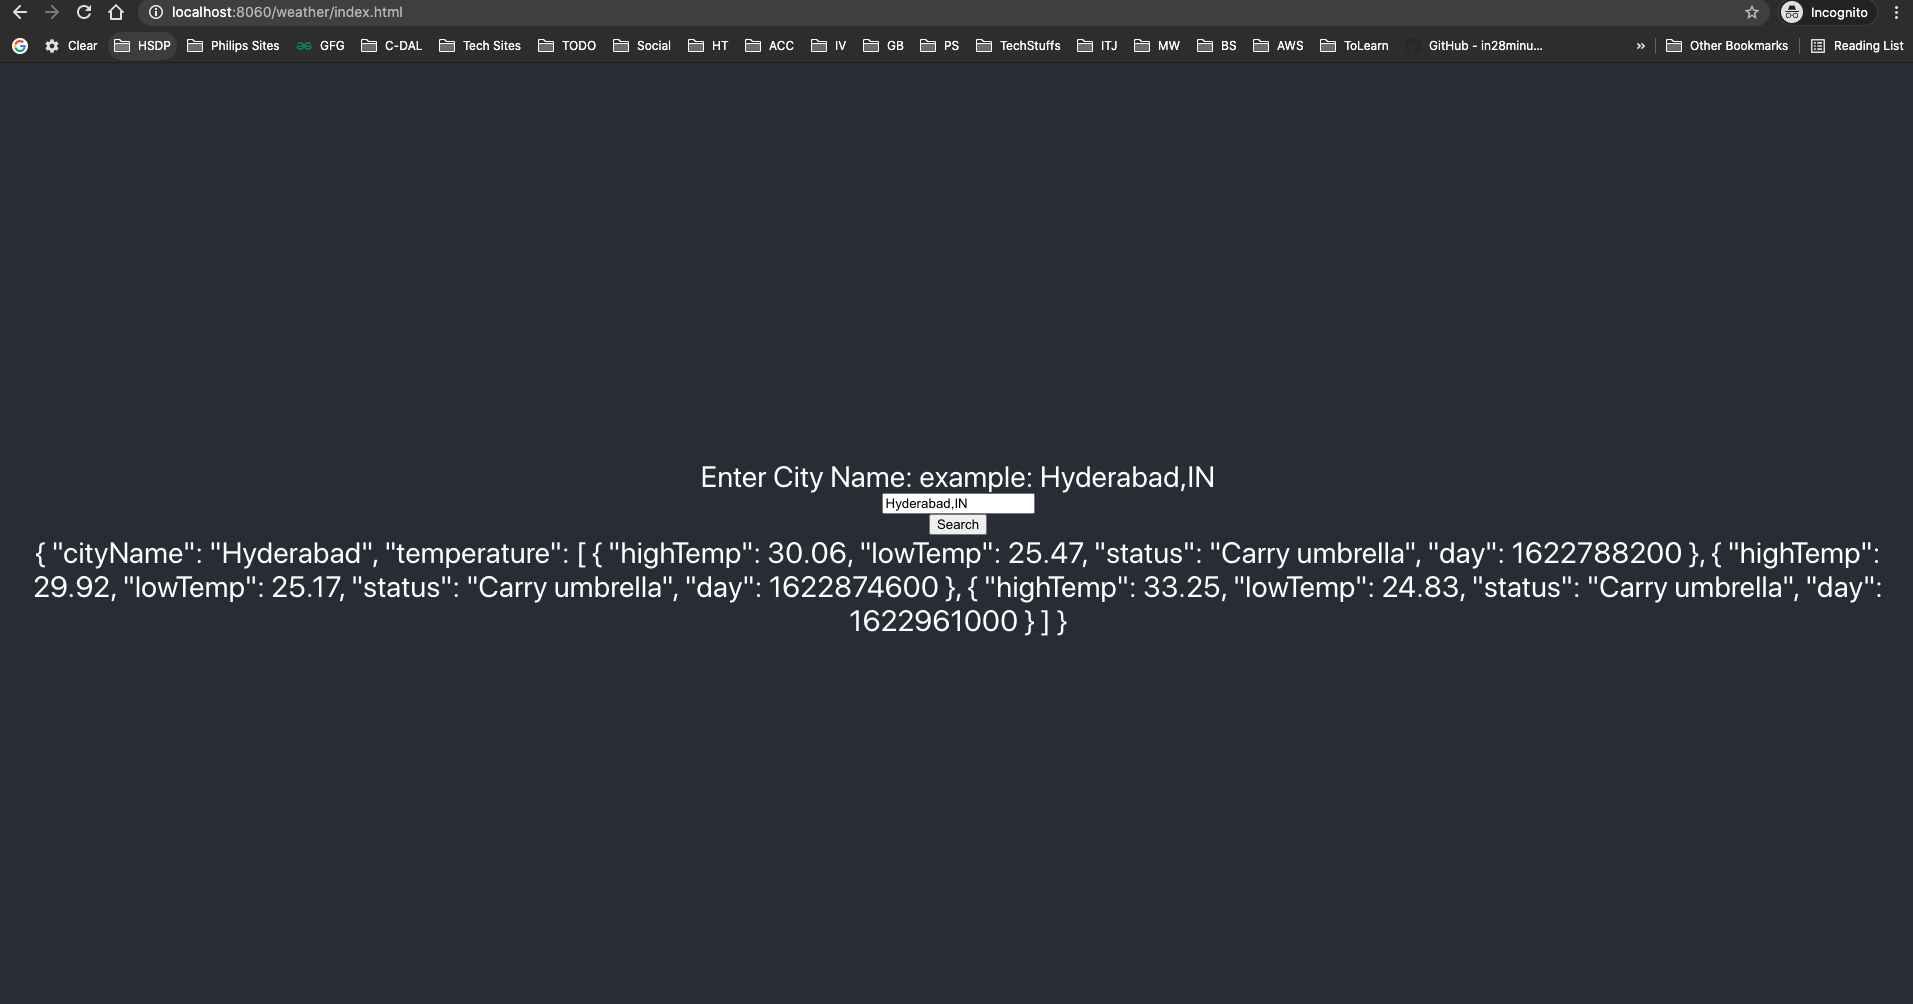 localhost:8060/weather/index.html Incognito
Clear HSDP Philips Sites GFG C-DAL Tech Sites TODO Social HT ACC IV GB PS TechStuffs ITJ MW BS AWS ToLearn GitHub - in28minu... » Other Bookmarks Reading List
Enter City Name: example: Hyderabad,IN
Hyderabad,IN
Search
{ "cityName": "Hyderabad", "temperature": [ { "highTemp": 30.06, "lowTemp": 25.47, "status": "Carry umbrella", "day": 1622788200 }, { "highTemp":
29.92, "lowTemp": 25.17, "status": "Carry umbrella", "day": 1622874600 }, { "highTemp": 33.25, "lowTemp": 24.83, "status": "Carry umbrella", "day":
1622961000 } ] }